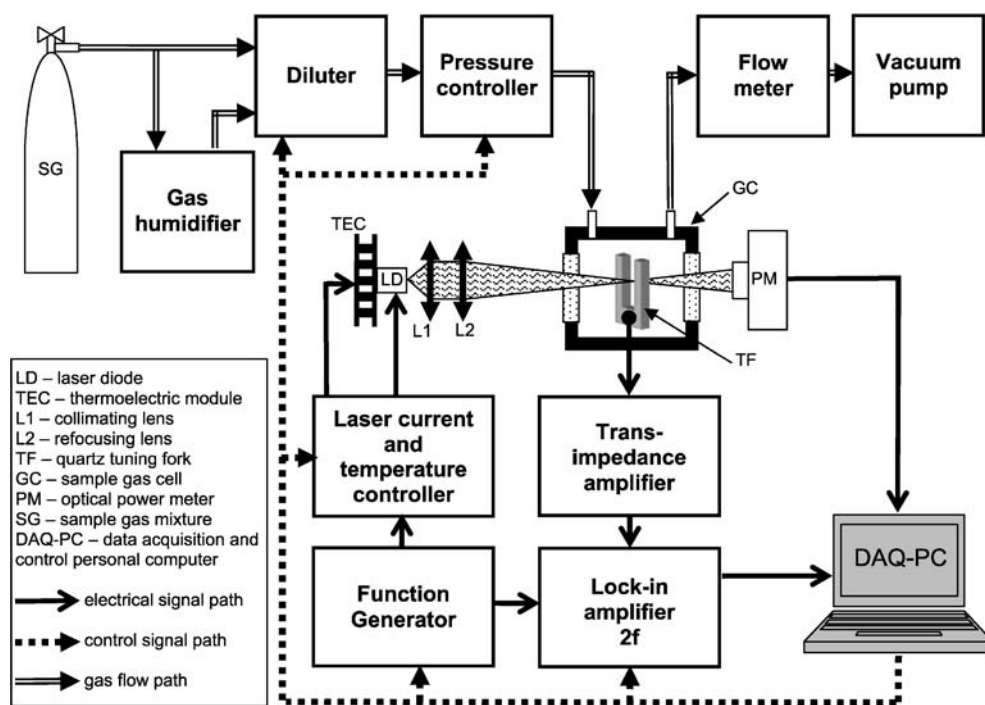 SG
Diluter
Pressure
controller
Flow
meter
Vacuum
pump
Gas
humidifier
TEC
LD
L1
L2
GC
PM
TF
LD – laser diode
TEC – thermoelectric module
L1 – collimating lens
L2 – refocusing lens
TF – quartz tuning fork
GC – sample gas cell
PM – optical power meter
SG – sample gas mixture
DAQ-PC – data acquisition and
control personal computer
electrical signal path
control signal path
gas flow path
Laser current
and
temperature
controller
Trans-
impedance
amplifier
Function
Generator
Lock-in
amplifier
2f
DAQ-PC